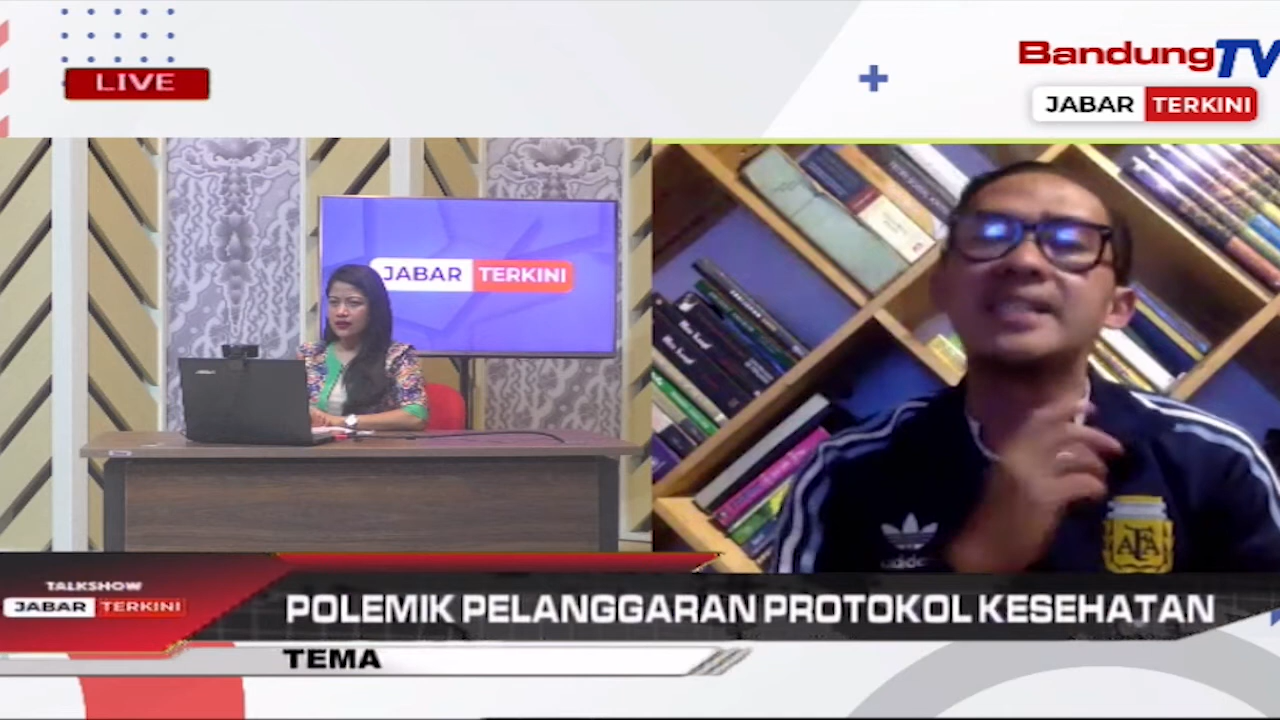 LIVE
BandungTV
JABAR TERKINI
JABAR TERKINI
adidas
AFA
TALKSHOW
JABAR TERKINI
POLEMIK PELANGGARAN PROTOKOL KESEHATAN
TEMA